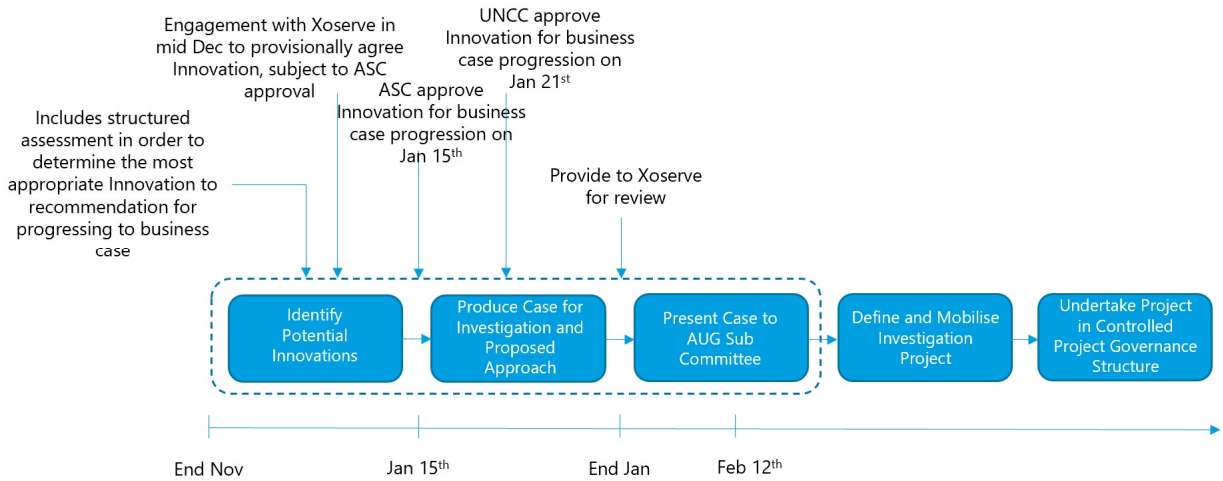 Engagement with Xoserve in
mid Dec to provisionally agree
Innovation, subject to ASC
approval
UNCC approve
Innovation for business
case progression on
Jan 21st
ASC approve
Innovation for business
case progression on
Jan 15th
Includes structured
assessment in order to
determine the most
appropriate Innovation to
recommendation for
progressing to business
case
Provide to Xoserve
for review
Identify
Potential
Innovations
Produce Case for
Investigation and
Proposed
Approach
Present Case to
AUG Sub
Committee
Define and Mobilise
Investigation
Project
Undertake Project
in Controlled
Project Governance
Structure
End Nov
Jan 15th
End Jan
Feb 12th